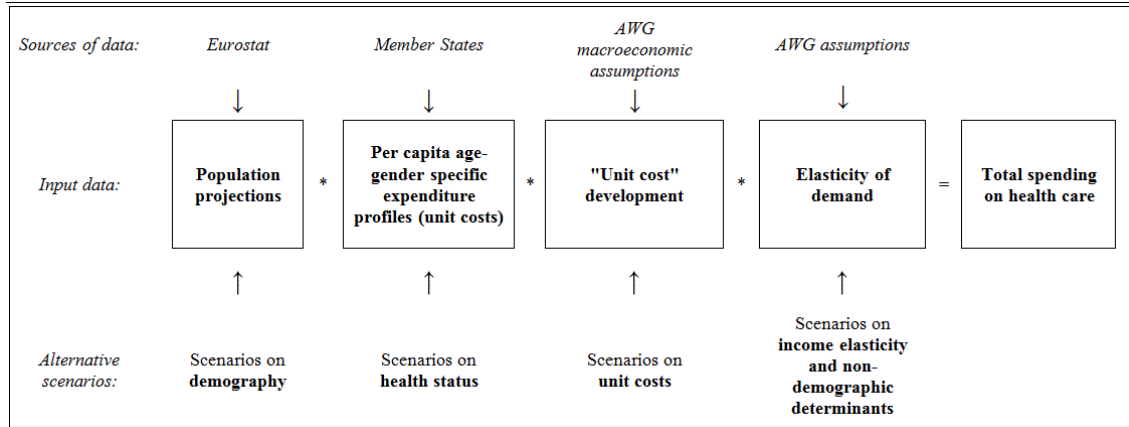 Sources of data:
Eurostat
Member States
AWG
macroeconomic
assumptions
AWG assumptions
↓ ↓ ↓ ↓
Input data:
Population
projections
*
Per capita age-
gender specific
expenditure
profiles (unit costs)
*
"Unit cost"
development
*
Elasticity of
demand
=
Total spending
on health care
↑ ↑ ↑ ↑
Alternative
scenarios:
Scenarios on
demography
Scenarios on
health status
Scenarios on
unit costs
Scenarios on
income elasticity
and non-
demographic
determinants